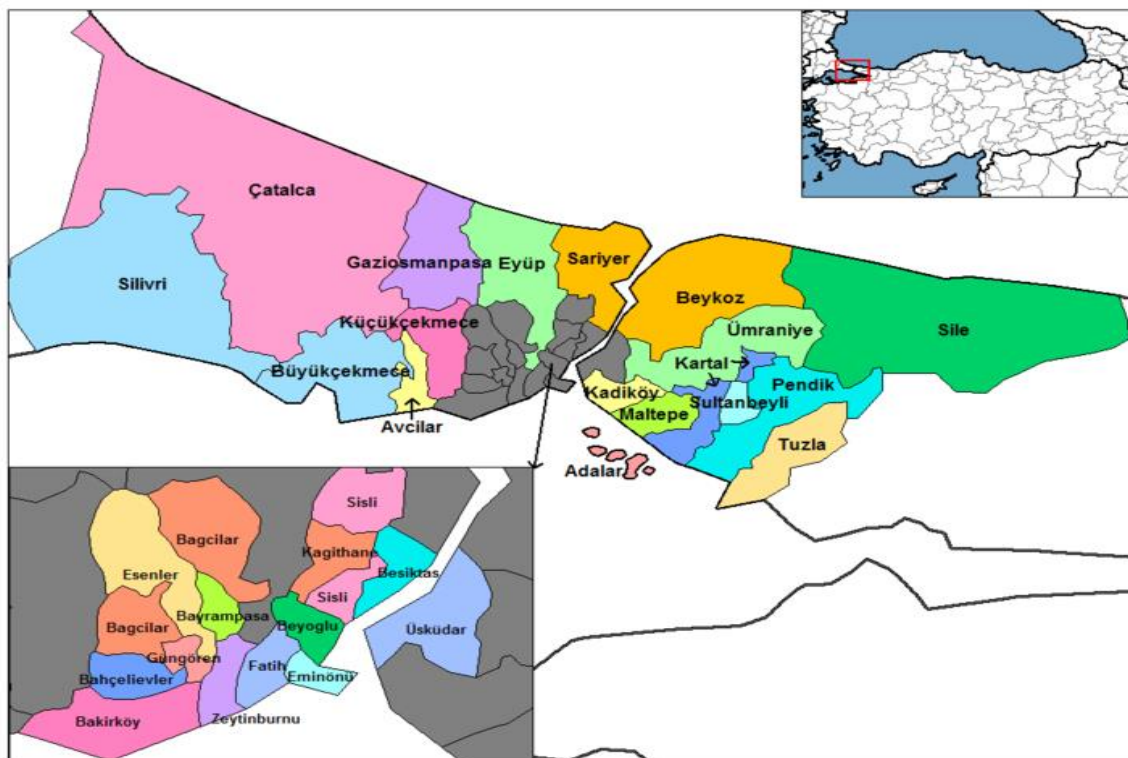 Çatalca
Silivri
Gaziosmanpasa
Eyüp
Sariyer
Beykoz
Sile
Küçükçekmece
Ümraniye
Büyükçekmece
Kartal
Kadiköy
Sultanbeyli
Pendik
Maltepe
Avcilar
Tuzla
Adalar
Sisli
Bagcilar
Kagithane
Esenler
Besiktas
Sisli
Bayrampasa
Beyoglu
Bagcilar
Üsküdar
Güngören
Fatih
Eminönü
Bahçelievler
Bakirköy
Zeytinburnu